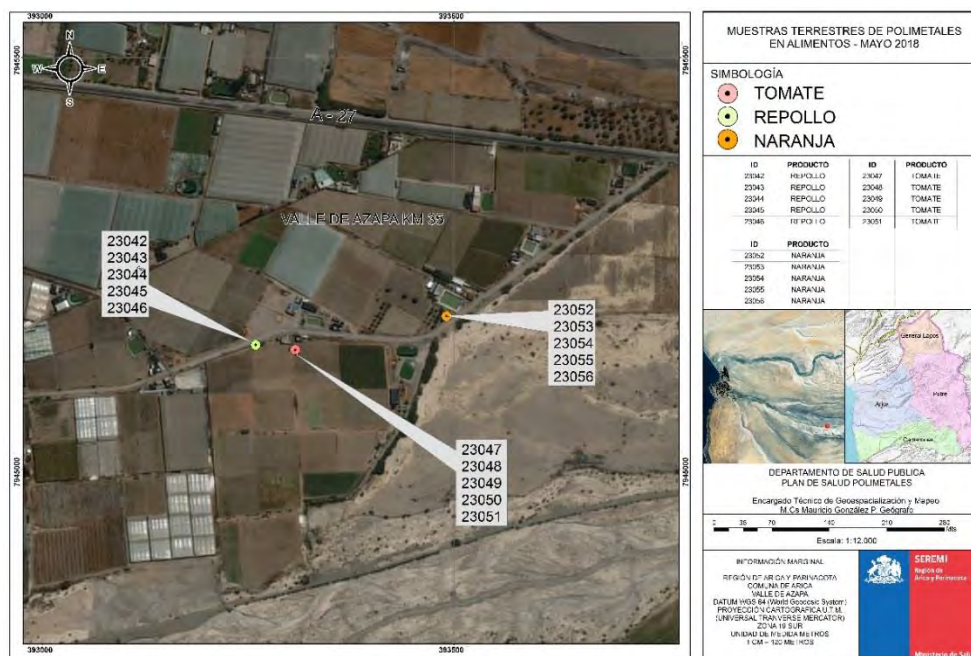 393000
393500
7945500
7945500
N
W
E
S
A - 27
VALLE DE AZAPA KM 35
23042
23043
23044
23045
23046
23052
23053
23054
23055
23056
23047
23048
23049
23050
23051
7945000
7945000
393000
393500
MUESTRAS TERRESTRES DE POLIMETALES
EN ALIMENTOS - MAYO 2018
SIMBOLOGÍA
TOMATE
REPOLLO
NARANJA
ID PRODUCTO ID PRODUCTO
23042 REPOLLO 23047 TOMATE
23043 REPOLLO 23048 TOMATE
23044 REPOLLO 23049 TOMATE
23045 REPOLLO 23050 TOMATE
23046 REPOLLO 23051 TOMATE
ID PRODUCTO
23052 NARANJA
23053 NARANJA
23054 NARANJA
23055 NARANJA
23056 NARANJA
General Lagos
Putre
Arica
Camarones
DEPARTAMENTO DE SALUD PUBLICA
PLAN DE SALUD POLIMETALES
Encargado Técnico de Geoespacialización y Mapeo
M.Cs Mauricio González P. Geógrafo
35 70 140 210 280
Mts
Escala: 1:12.000
INFORMACIÓN MARGINAL
REGIÓN DE ARICA Y PARINACOTA
COMUNA DE ARICA
VALLE DE AZAPA
DATUM WGS 84 (World Geodesic System)
PROYECCIÓN CARTOGRAFICA U.T.M.
(UNIVERSAL TRANVERSE MERCATOR)
ZONA 19 SUR
UNIDAD DE MEDIDA METROS
1 CM = 120 METROS
SEREMI
Región de
Arica y Parinacota
Ministerio de Salud